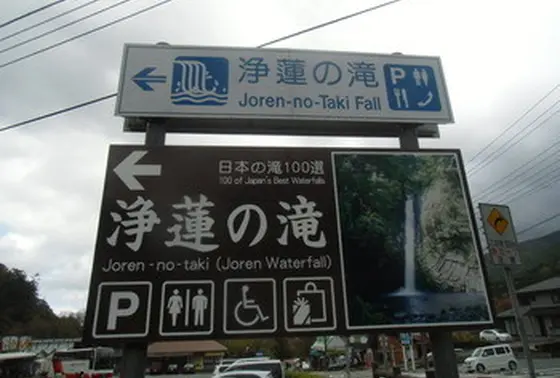 浄蓮の滝
Joren-no-Taki Fall
P
日本の滝100選
100 of Japan's Best Waterfalls
浄蓮の滝
Joren-no-taki (Joren Waterfall)
P